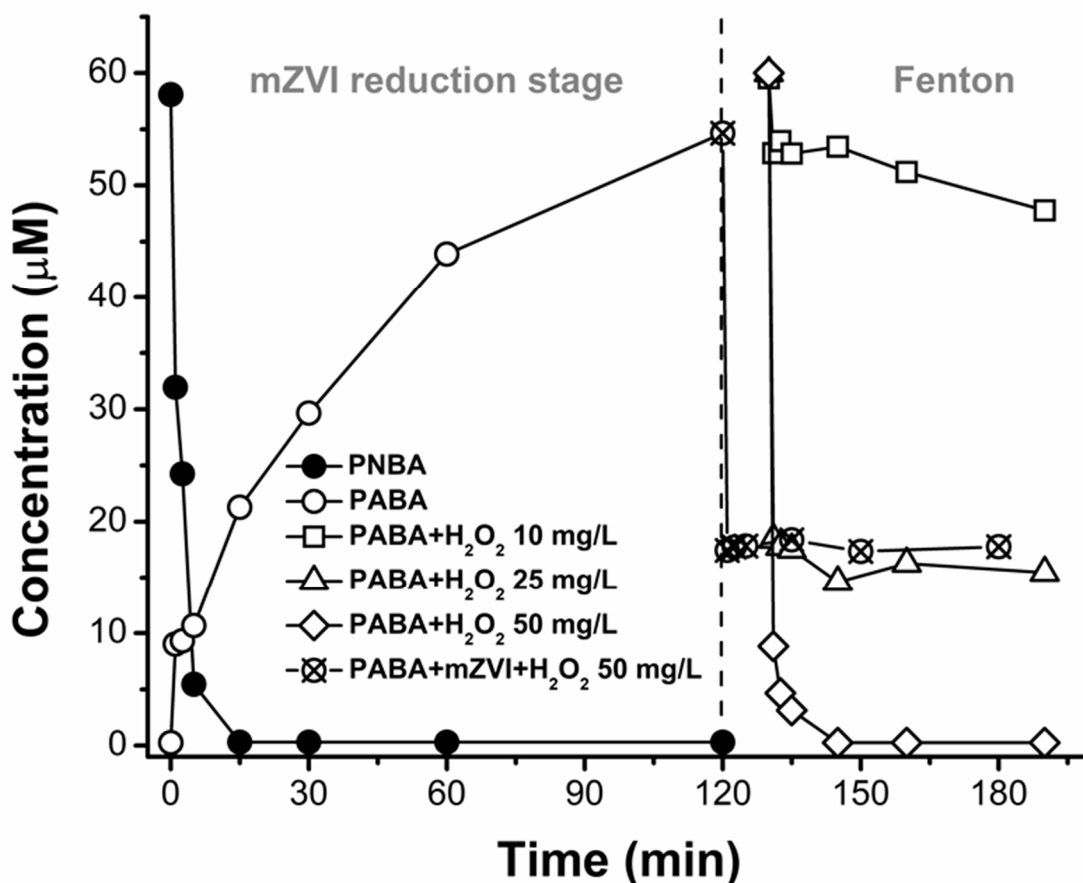 mZVI reduction stage
Fenton
Concentration (μM)
60
50
40
30
20
10
0
PNBA
PABA
PABA+H₂O₂ 10 mg/L
PABA+H₂O₂ 25 mg/L
PABA+H₂O₂ 50 mg/L
PABA+mZVI+H₂O₂ 50 mg/L
0 30 60 90 120 150 180
Time (min)